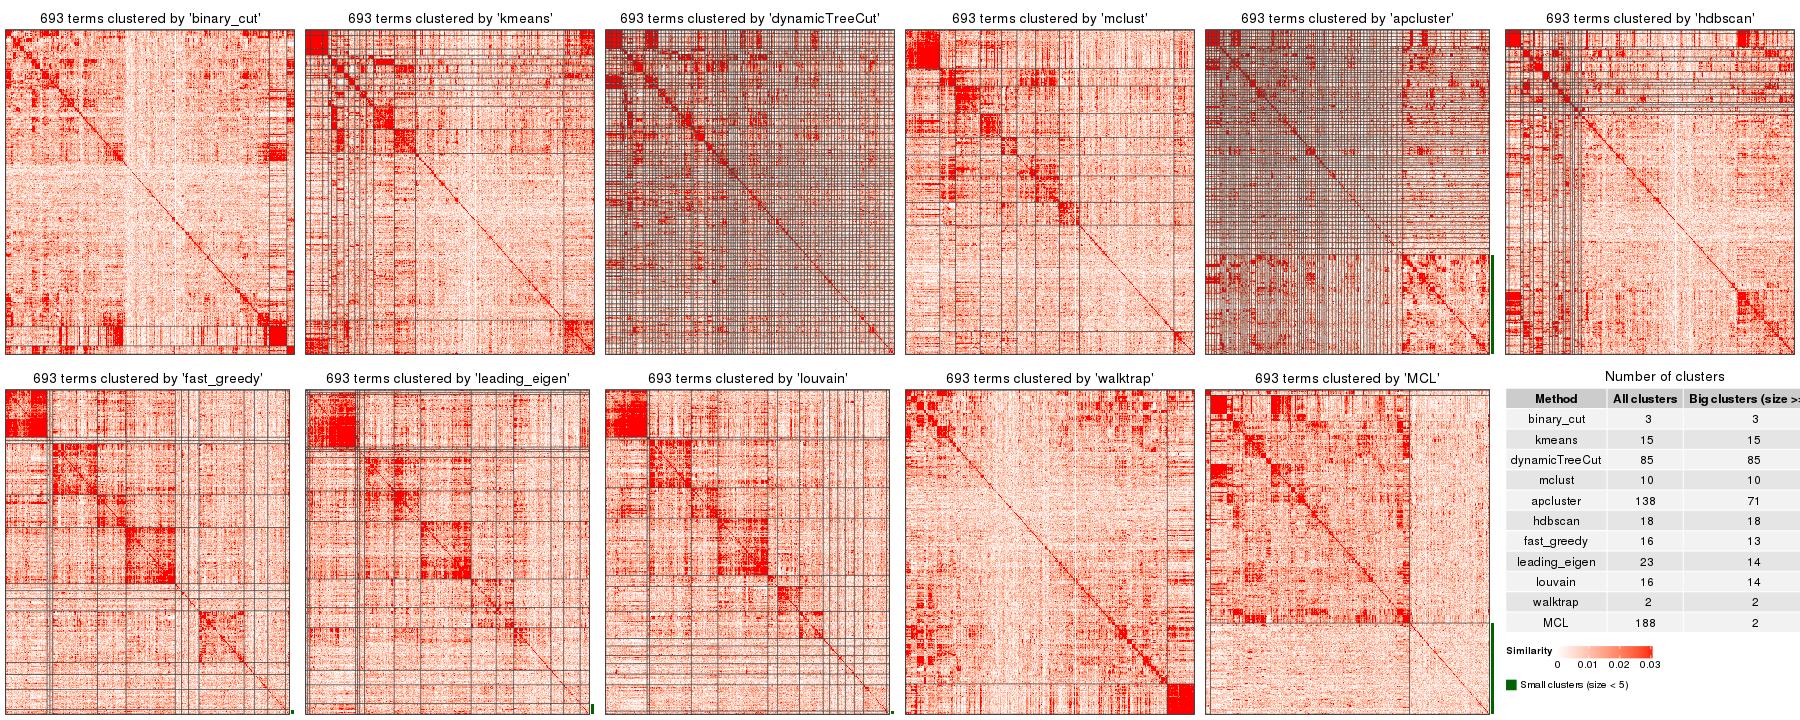 693 terms clustered by 'binary_cut'
693 terms clustered by 'kmeans'
693 terms clustered by 'dynamicTreeCut'
693 terms clustered by 'mclust'
693 terms clustered by 'apcluster'
693 terms clustered by 'hdbscan'
693 terms clustered by 'fast_greedy'
693 terms clustered by 'leading_eigen'
693 terms clustered by 'louvain'
693 terms clustered by 'walktrap'
693 terms clustered by 'MCL'
Number of clusters
Method All clusters Big clusters (size >=
binary_cut 3 3
kmeans 15 15
dynamicTreeCut 85 85
mclust 10 10
apcluster 138 71
hdbscan 18 18
fast_greedy 16 13
leading_eigen 23 14
louvain 16 14
walktrap 2 2
MCL 188 2
Similarity
0 0.01 0.02 0.03
Small clusters (size < 5)